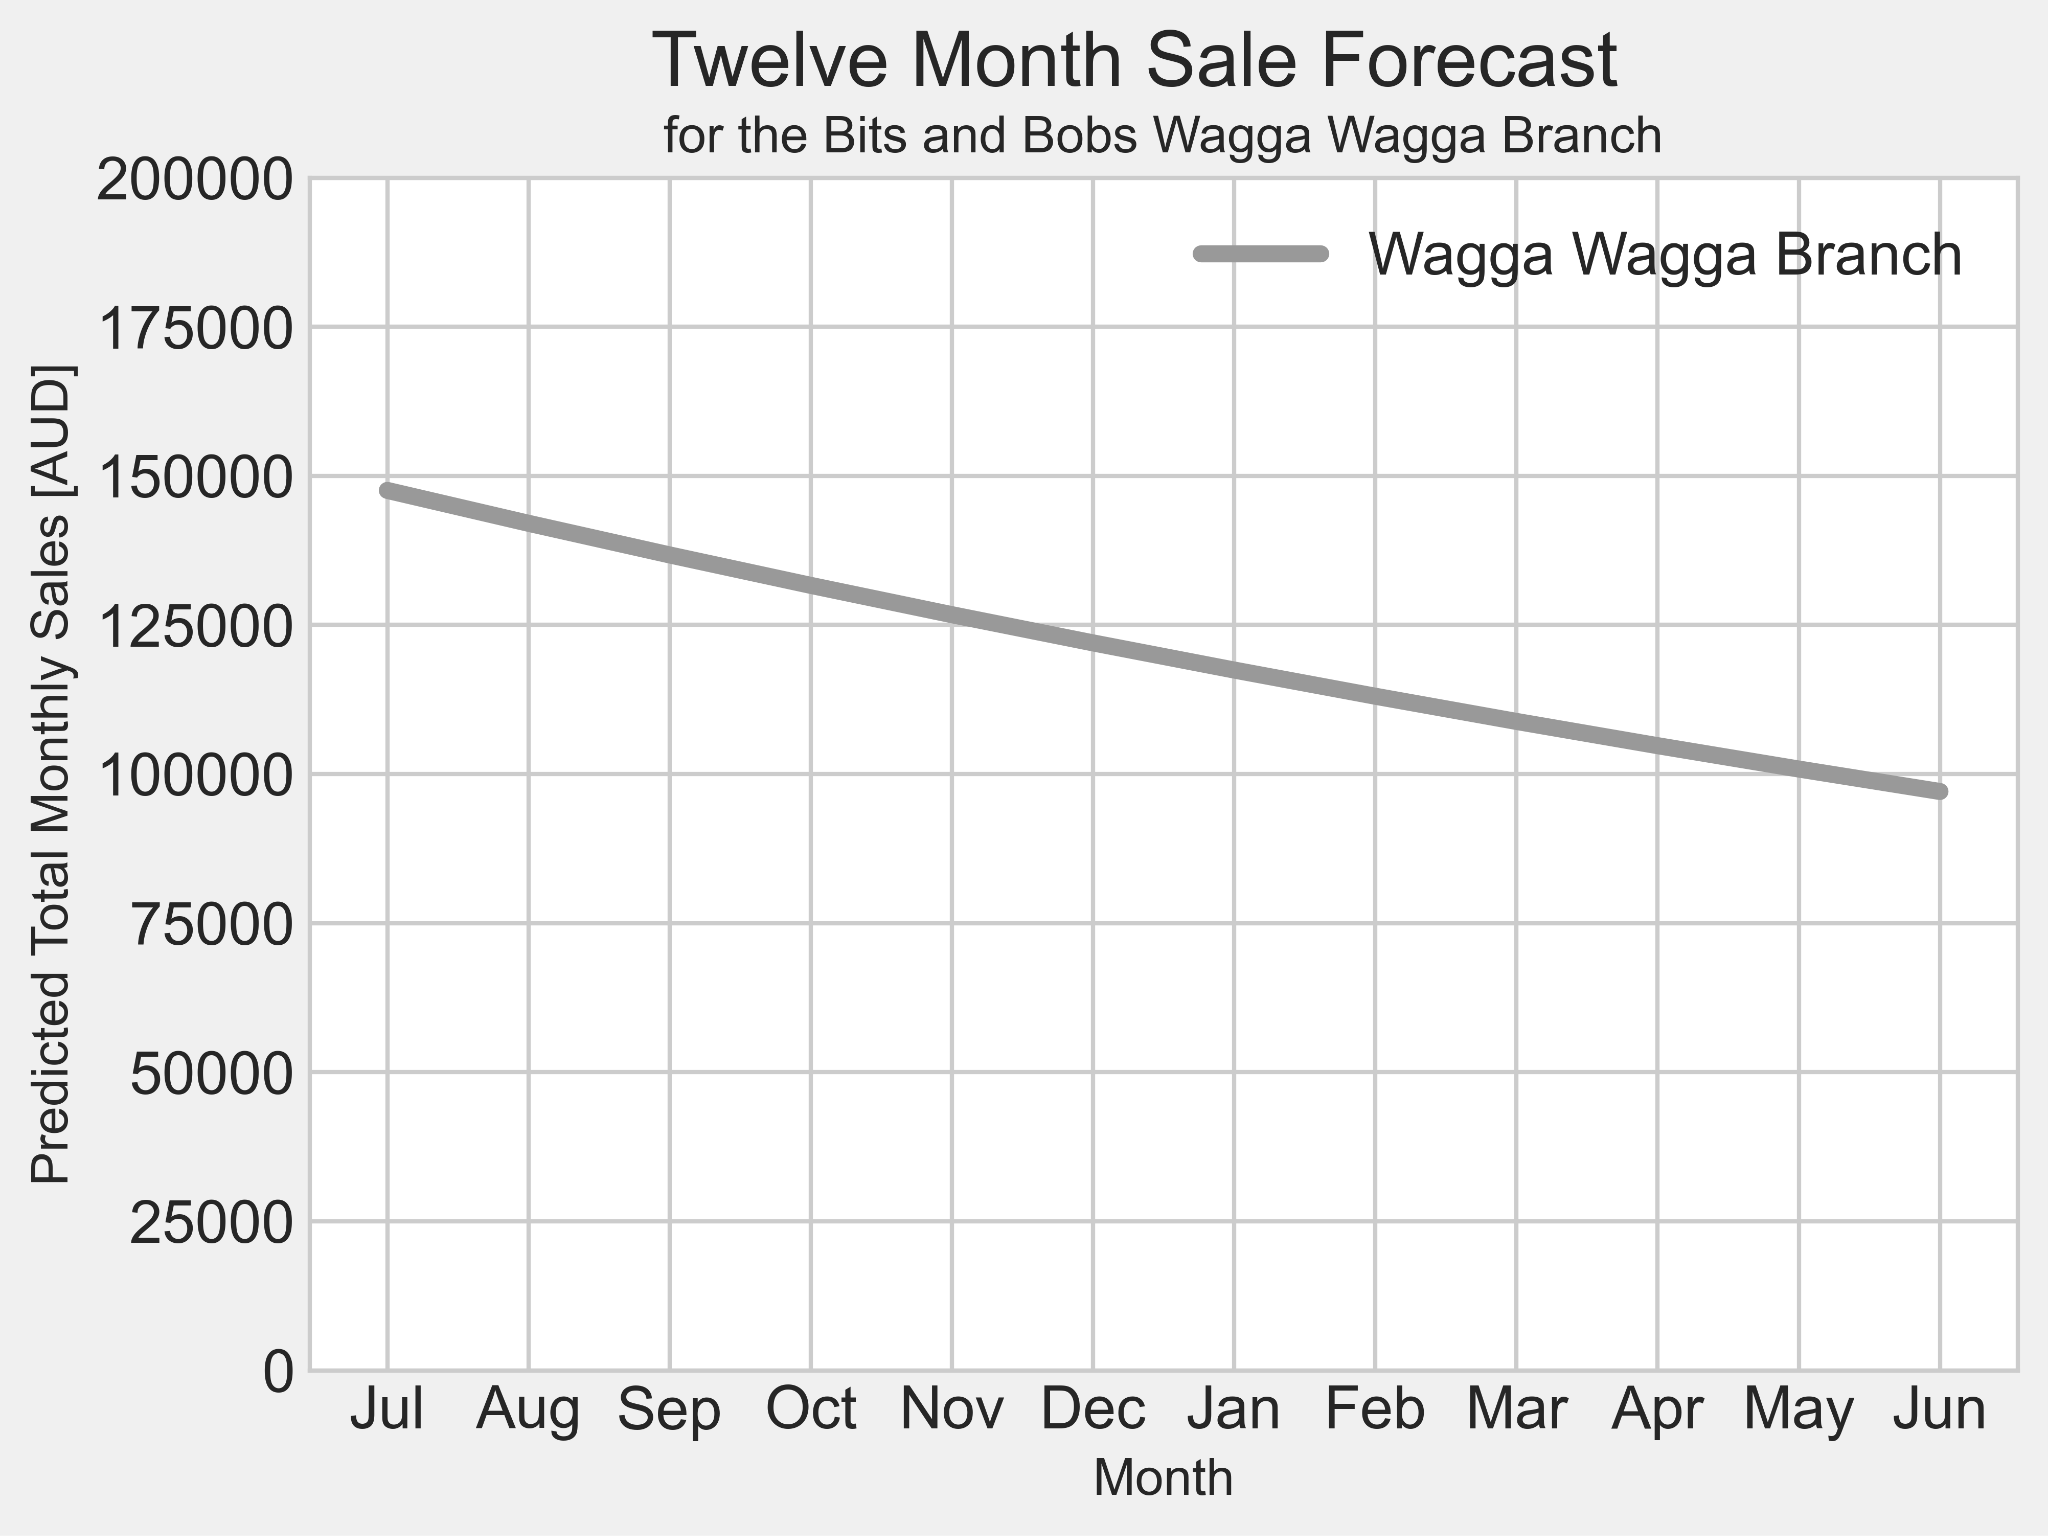 Twelve Month Sale Forecast
for the Bits and Bobs Wagga Wagga Branch
Wagga Wagga Branch
Predicted Total Monthly Sales [AUD]
200000
175000
150000
125000
100000
75000
50000
25000
0
Jul Aug Sep Oct Nov Dec Jan Feb Mar Apr May Jun
Month